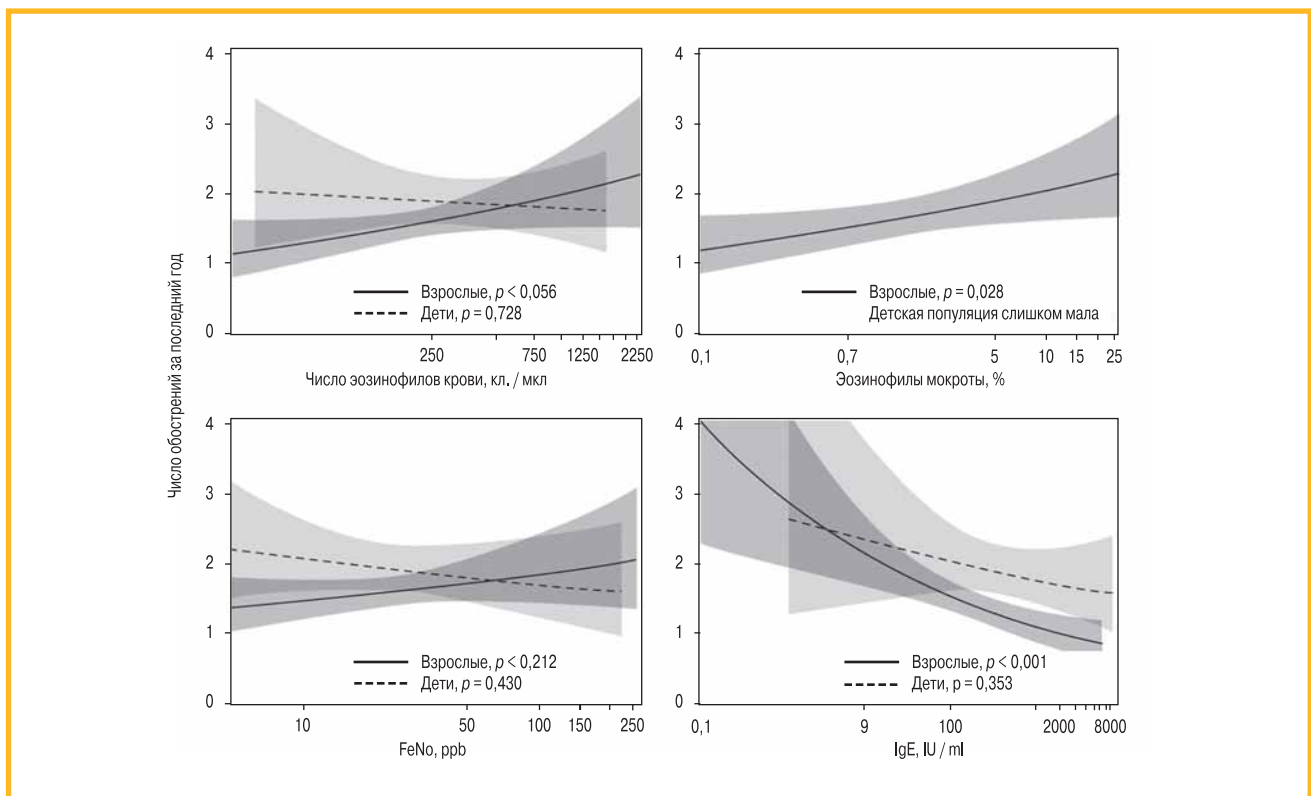 Число обострений за последний год
4
3
2
1
0
Взрослые, p < 0,056
Дети, p = 0,728
250 750 1250 2250
Число эозинофилов крови, кл. / мкл
4
3
2
1
0
Взрослые, p = 0,028
Детская популяция слишком мала
0,1 0,7 5 10 15 25
Эозинофилы мокроты, %
4
3
2
1
0
Взрослые, p < 0,212
Дети, p = 0,430
10 50 100 150 250
FeNo, ppb
4
3
2
1
0
Взрослые, p < 0,001
Дети, p = 0,353
0,1 9 100 2000 8000
IgE, IU / ml